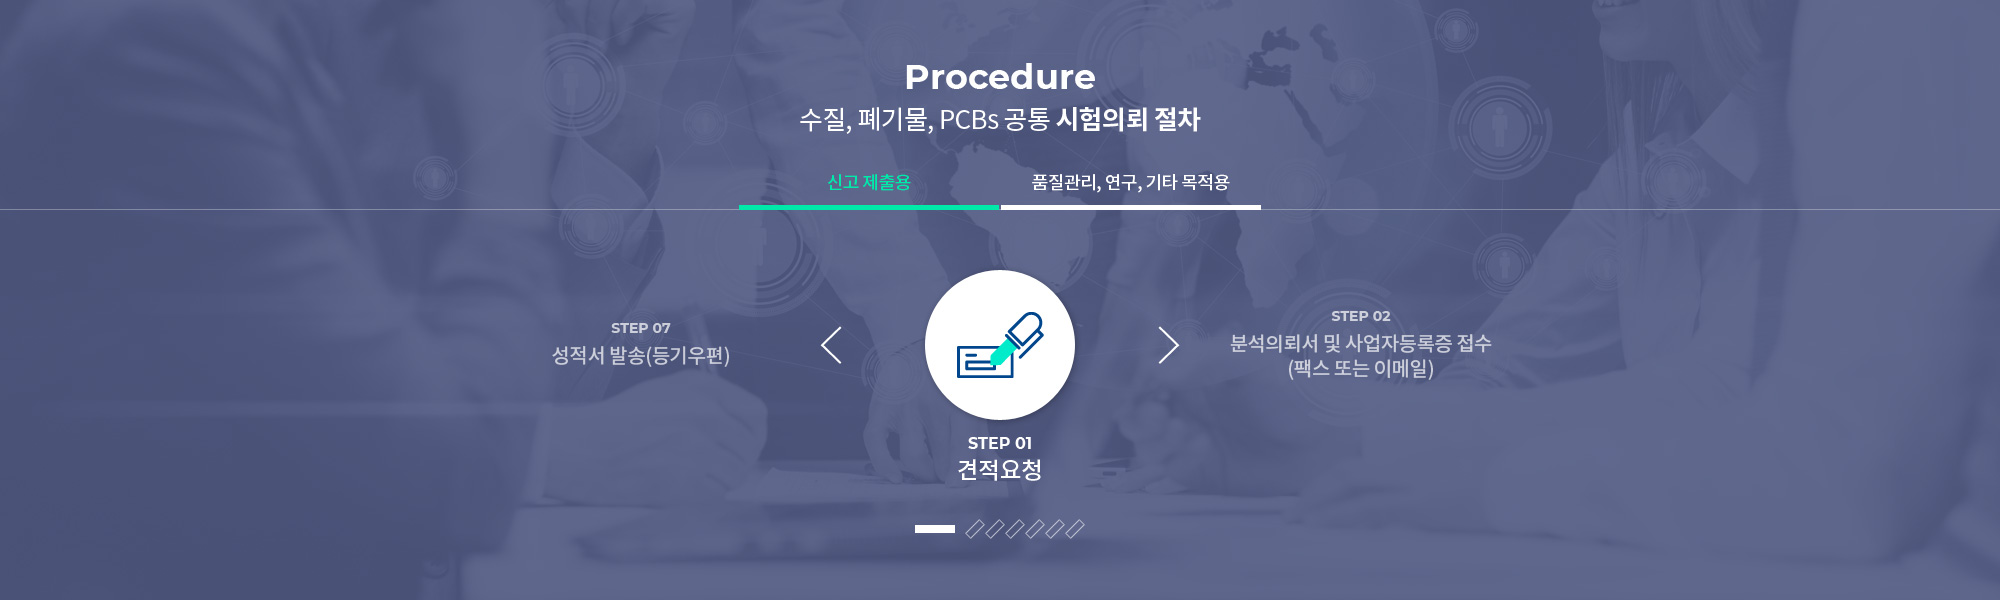 Procedure
수질, 폐기물, PCBs 공통 시험의뢰 절차
신고 제출용
품질관리, 연구, 기타 목적용
STEP 07
성적서 발송(등기우편)
STEP 01
견적요청
STEP 02
분석의뢰서 및 사업자등록증 접수
(팩스 또는 이메일)